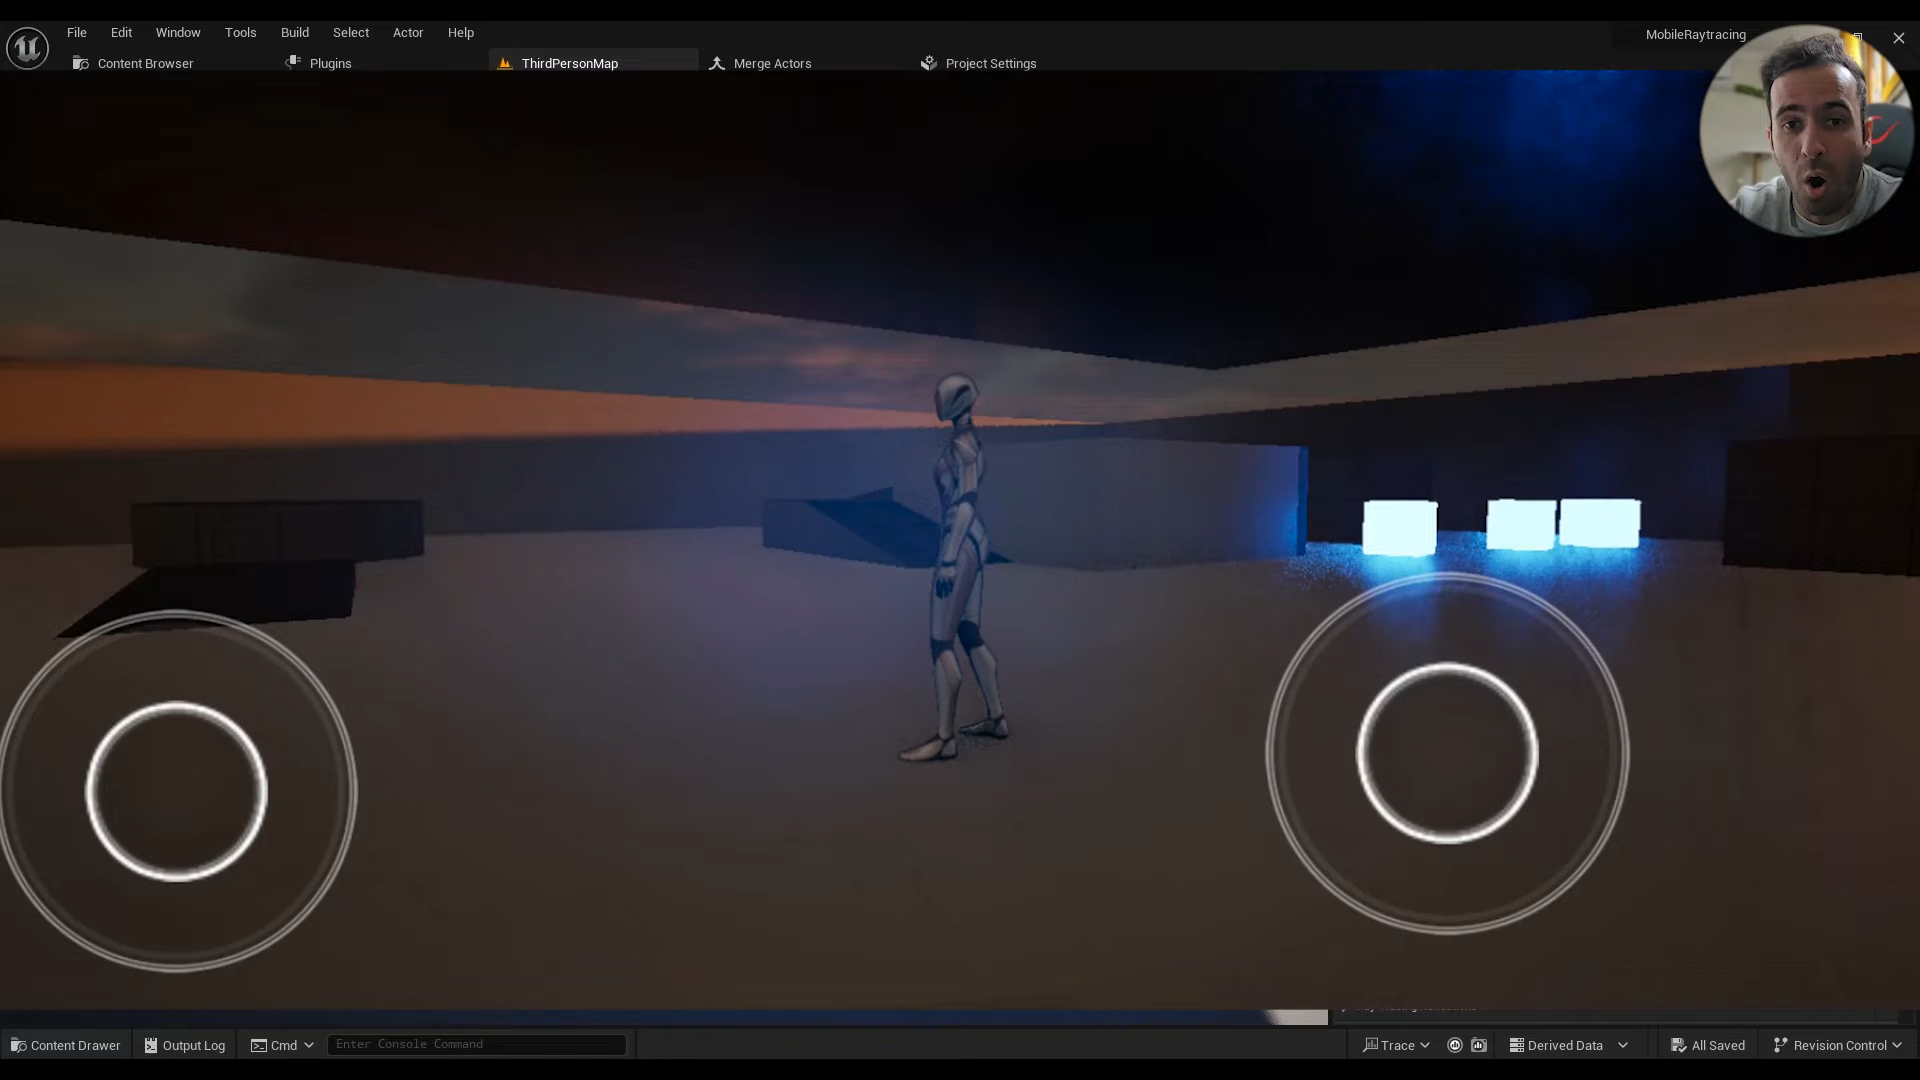 File Edit Window Tools Build Select Actor Help
MobileRaytracing
Content Browser Plugins ThirdPersonMap Merge Actors Project Settings
Content Drawer Output Log Cmd Enter Console Command Trace Derived Data All Saved Revision Control